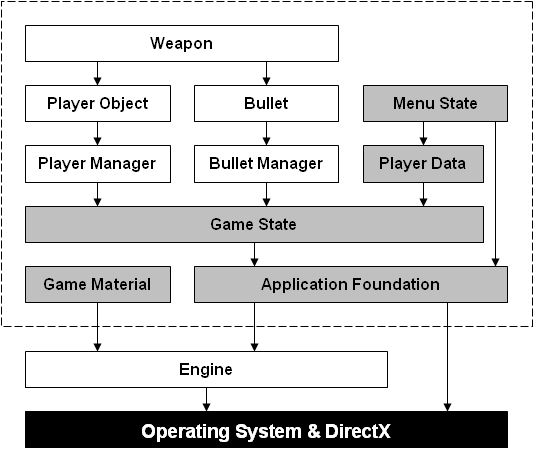 Weapon
Player Object
Bullet
Menu State
Player Manager
Bullet Manager
Player Data
Game State
Game Material
Application Foundation
Engine
Operating System & DirectX